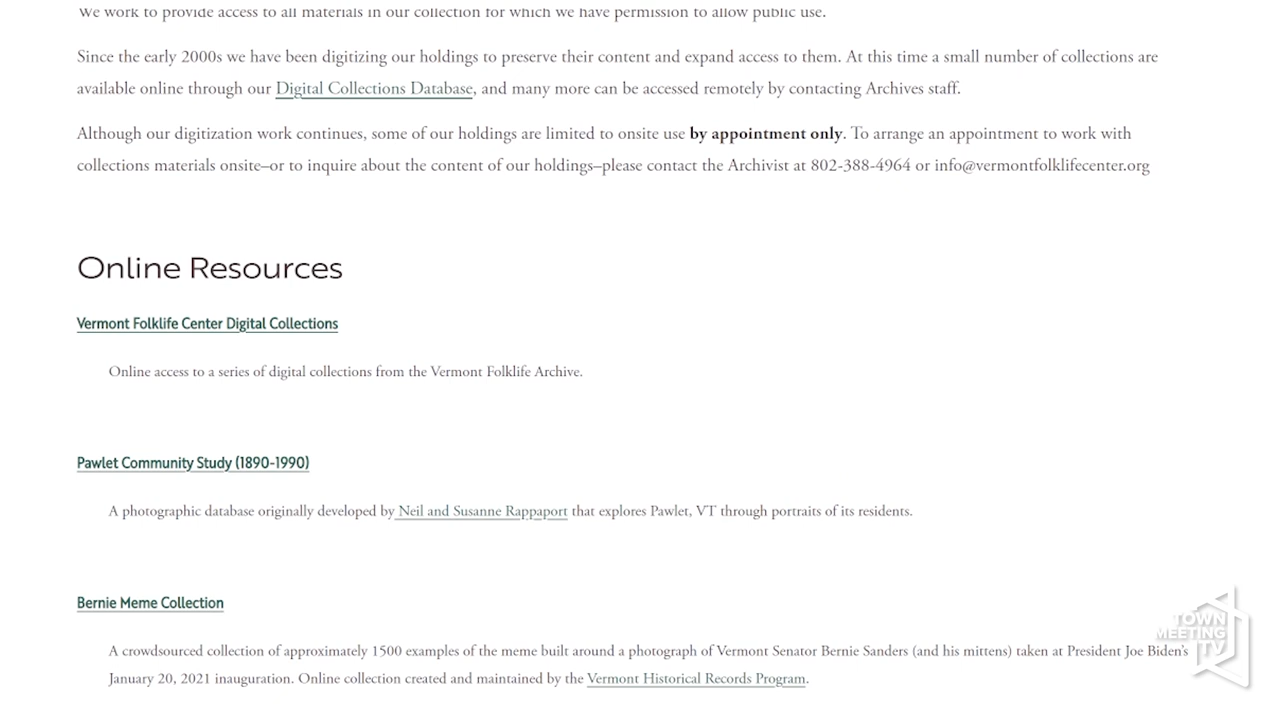 We work to provide access to all materials in our collection for which we have permission to allow public use.
Since the early 2000s we have been digitizing our holdings to preserve their content and expand access to them. At this time a small number of collections are
available online through our Digital Collections Database, and many more can be accessed remotely by contacting Archives staff.
Although our digitization work continues, some of our holdings are limited to onsite use by appointment only. To arrange an appointment to work with
collections materials onsite–or to inquire about the content of our holdings–please contact the Archivist at 802-388-4964 or info@vermontfolklifecenter.org
Online Resources
Vermont Folklife Center Digital Collections
Online access to a series of digital collections from the Vermont Folklife Archive.
Pawlet Community Study (1890-1990)
A photographic database originally developed by Neil and Susanne Rappaport that explores Pawlet, VT through portraits of its residents.
Bernie Meme Collection
A crowdsourced collection of approximately 1500 examples of the meme built around a photograph of Vermont Senator Bernie Sanders (and his mittens) taken at President Joe Biden's
January 20, 2021 inauguration. Online collection created and maintained by the Vermont Historical Records Program.
TOWN
MEETING
TV